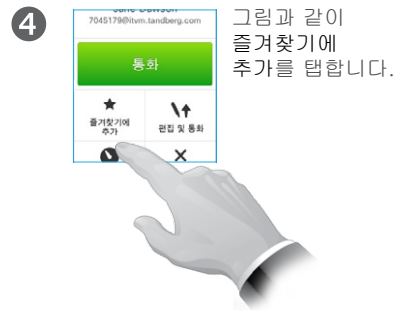 4
그림과 같이
즐겨찾기에
추가를 탭합니다.
Jane Dawson
7045179@itvm.tandberg.com
통화
즐겨찾기에
추가
편집 및 통화